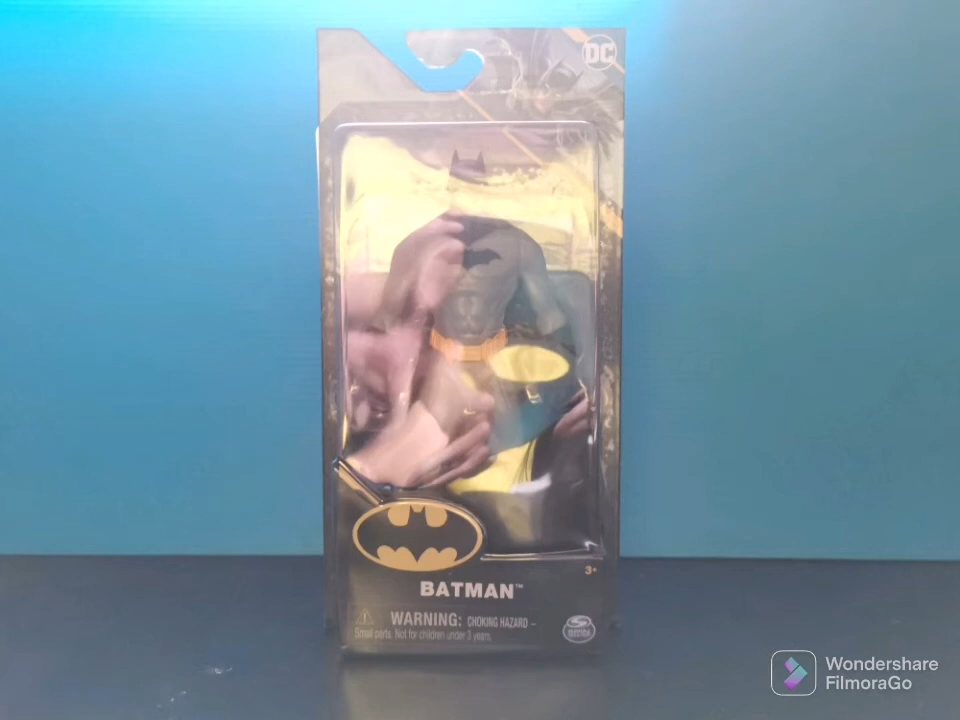 DC
3+
BATMAN™
WARNING: CHOKING HAZARD –
Small parts. Not for children under 3 years.
Wondershare
FilmoraGo